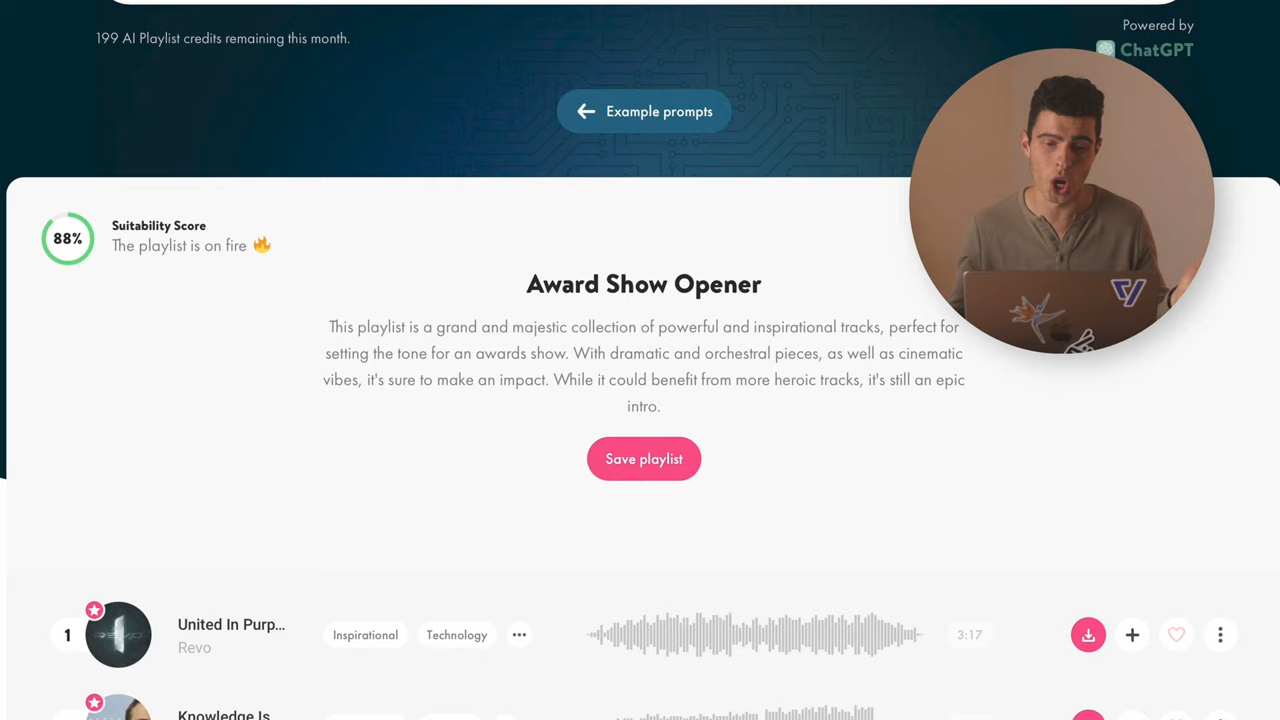 199 AI Playlist credits remaining this month.
Powered by
ChatGPT
Example prompts
88%
Suitability Score
The playlist is on fire 🔥
Award Show Opener
This playlist is a grand and majestic collection of powerful and inspirational tracks, perfect for
setting the tone for an awards show. With dramatic and orchestral pieces, as well as cinematic
vibes, it's sure to make an impact. While it could benefit from more heroic tracks, it's still an epic
intro.
Save playlist
1
United In Purp...
Revo
Inspirational
Technology
3:17
Knowledge Is